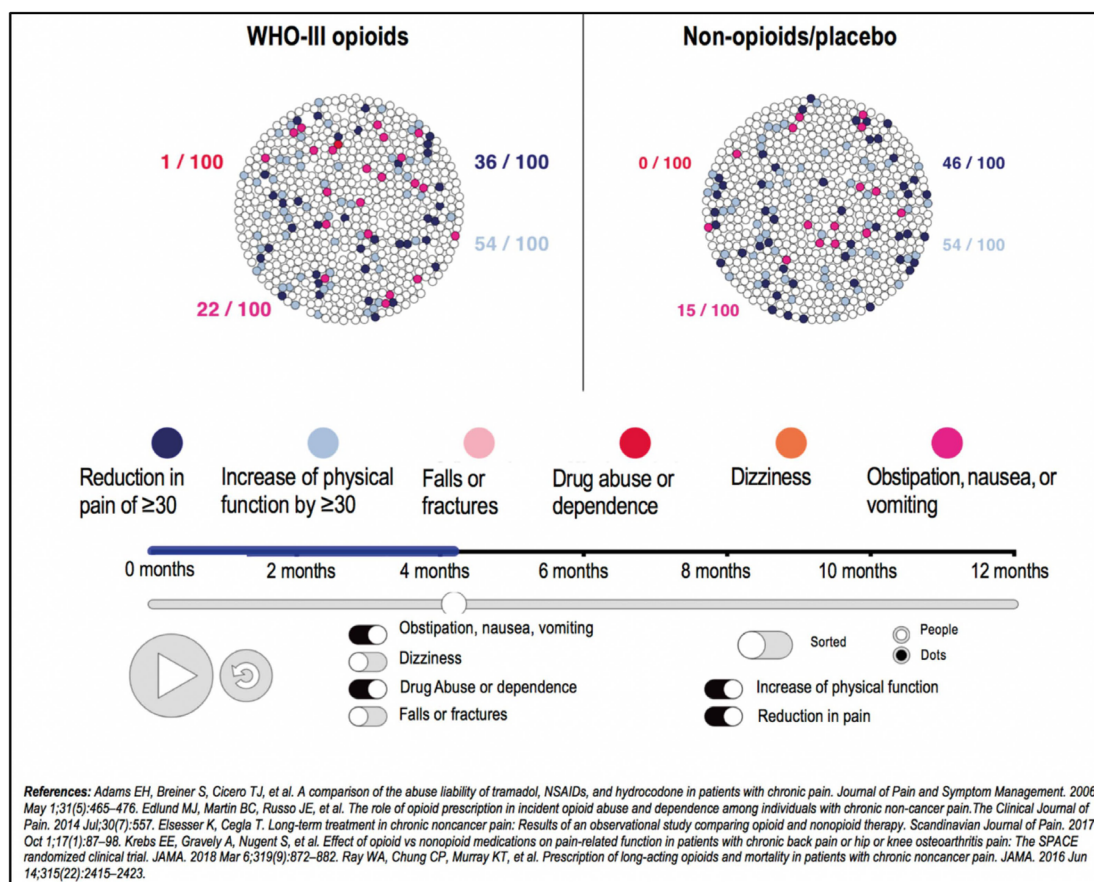 WHO-III opioids
Non-opioids/placebo
1 / 100
36 / 100
54 / 100
22 / 100
0 / 100
46 / 100
54 / 100
15 / 100
Reduction in
pain of ≥30
Increase of physical
function by ≥30
Falls or
fractures
Drug abuse or
dependence
Dizziness
Obstipation, nausea, or
vomiting
0 months
2 months
4 months
6 months
8 months
10 months
12 months
Obstipation, nausea, vomiting
Dizziness
Drug Abuse or dependence
Falls or fractures
Sorted
People
Dots
Increase of physical function
Reduction in pain
References: Adams EH, Breiner S, Cicero TJ, et al. A comparison of the abuse liability of tramadol, NSAIDs, and hydrocodone in patients with chronic pain. Journal of Pain and Symptom Management. 2006
May 1;31(5):465–476. Edlund MJ, Martin BC, Russo JE, et al. The role of opioid prescription in incident opioid abuse and dependence among individuals with chronic non-cancer pain.The Clinical Journal of
Pain. 2014 Jul;30(7):557. Elsesser K, Cegla T. Long-term treatment in chronic noncancer pain: Results of an observational study comparing opioid and nonopioid therapy. Scandinavian Journal of Pain. 2017
Oct 1;17(1):87–98. Krebs EE, Gravely A, Nugent S, et al. Effect of opioid vs nonopioid medications on pain-related function in patients with chronic back pain or hip or knee osteoarthritis pain: The SPACE
randomized clinical trial. JAMA. 2018 Mar 6;319(9):872–882. Ray WA, Chung CP, Murray KT, et al. Prescription of long-acting opioids and mortality in patients with chronic noncancer pain. JAMA. 2016 Jun
14;315(22):2415–2423.